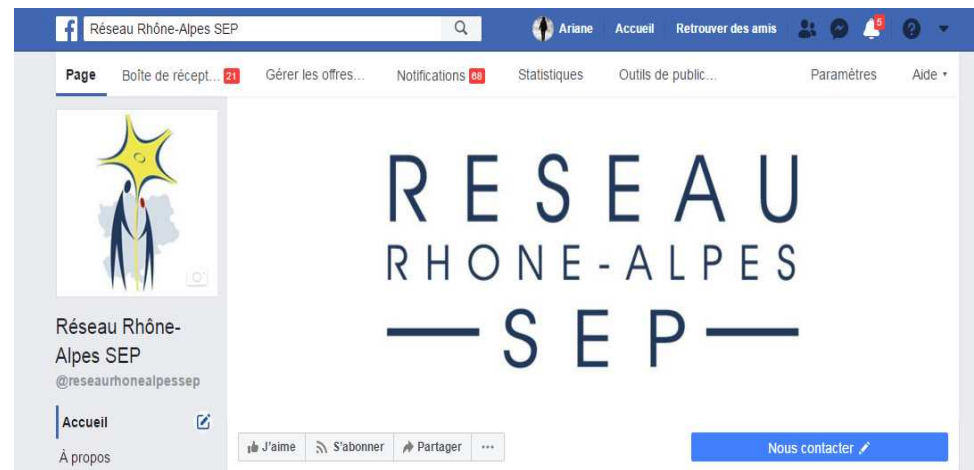 Réseau Rhône-Alpes SEP Ariane Accueil Retrouver des amis 5
Page Boîte de récept... 21 Gérer les offres... Notifications 68 Statistiques Outils de public... Paramètres Aide
RESEAU
RHONE-ALPES
SEP
Réseau Rhône-
Alpes SEP
@reseaurhonealpessep
Accueil
À propos
J'aime S'abonner Partager ... Nous contacter